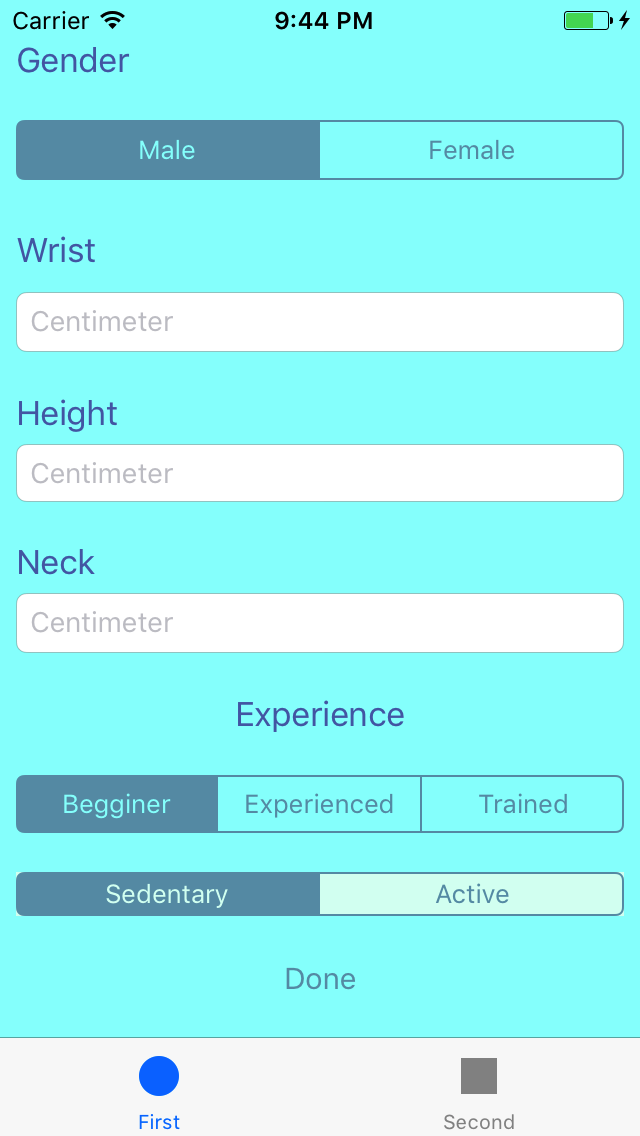 Carrier 9:44 PM
Gender
Male Female
Wrist
Centimeter
Height
Centimeter
Neck
Centimeter
Experience
Begginer Experienced Trained
Sedentary Active
Done
First Second